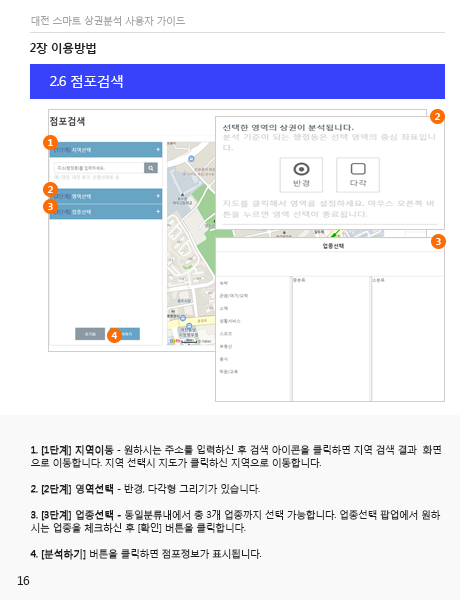 대전 스마트 상권분석 사용자 가이드
2장 이용방법
2.6 점포검색
점포검색
1
[1단계] 지역선택 +
주소(행정동)를 입력하세요.
2
[2단계] 영역선택 +
3
[3단계] 업종선택 +
4
2
선택한 영역의 상권이 분석됩니다.
분석 기준이 되는 행정동은 선택 영역의 중심 좌표입니
다.
반경
다각
지도를 클릭해서 영역을 설정하세요. 마우스 오른쪽 버
튼을 누르면 영역 선택이 종료됩니다.
3
업종선택
중분류
소분류
숙박
관광/여가/오락
소매
생활서비스
스포츠
부동산
음식
학문/교육
1. [1단계] 지역이동 - 원하시는 주소를 입력하신 후 검색 아이콘을 클릭하면 지역 검색 결과 화면
으로 이동합니다. 지역 선택시 지도가 클릭하신 지역으로 이동합니다.
2. [2단계] 영역선택 - 반경, 다각형 그리기가 있습니다.
3. [3단계] 업종선택 - 동일분류내에서 총 3개 업종까지 선택 가능합니다. 업종선택 팝업에서 원하
시는 업종을 체크하신 후 [확인] 버튼을 클릭합니다.
4. [분석하기] 버튼을 클릭하면 점포정보가 표시됩니다.
16